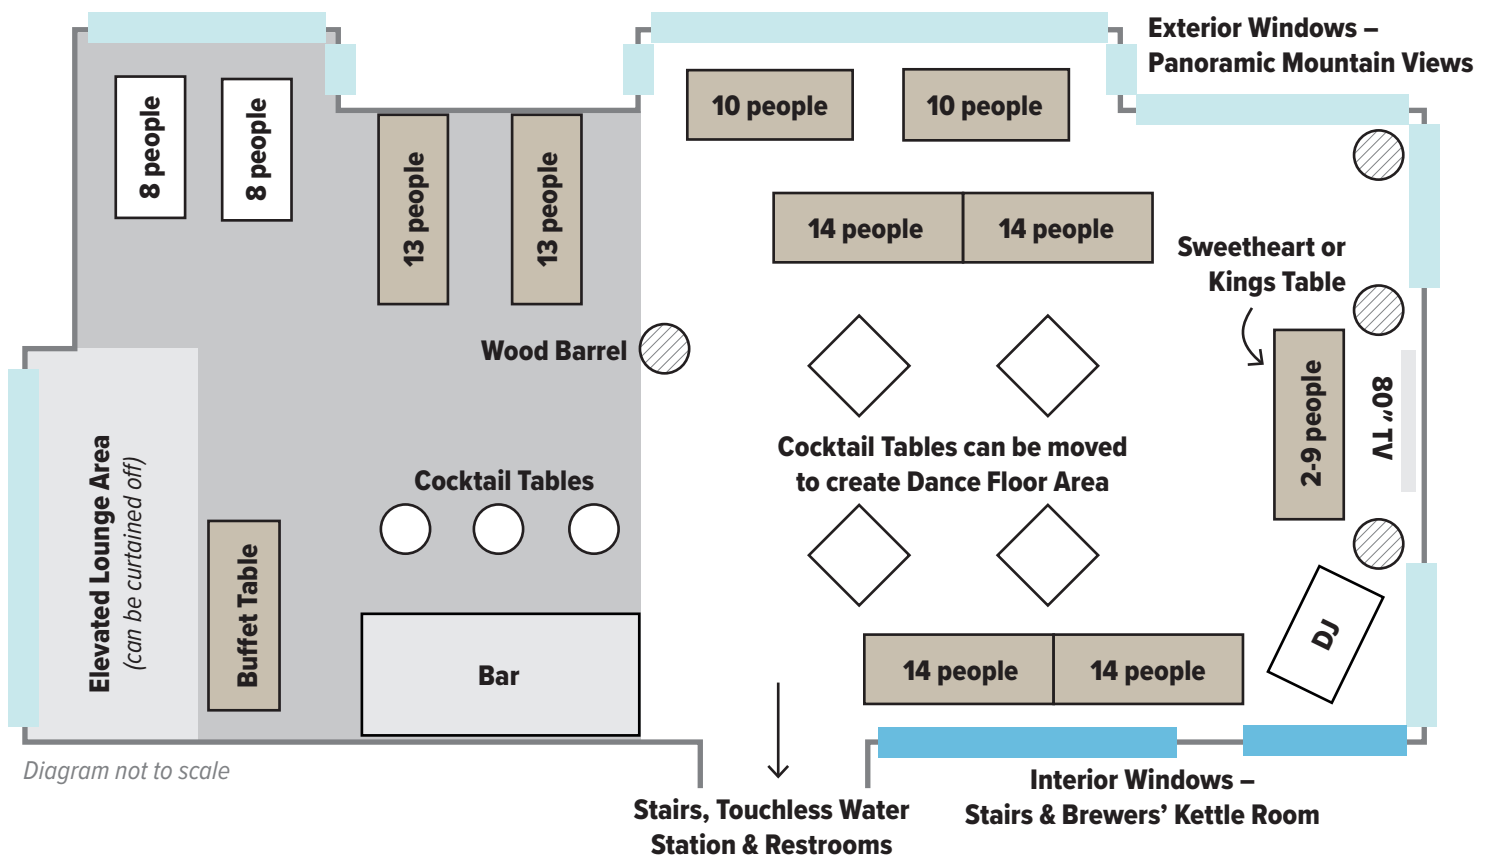 Exterior Windows –
Panoramic Mountain Views
8 people
8 people
13 people
13 people
10 people
10 people
14 people
14 people
Sweetheart or
Kings Table
Wood Barrel
2-9 people
80" TV
Cocktail Tables can be moved
to create Dance Floor Area
Elevated Lounge Area
(can be curtained off)
Cocktail Tables
Buffet Table
Bar
14 people
14 people
DJ
Diagram not to scale
Stairs, Touchless Water
Station & Restrooms
Interior Windows –
Stairs & Brewers’ Kettle Room